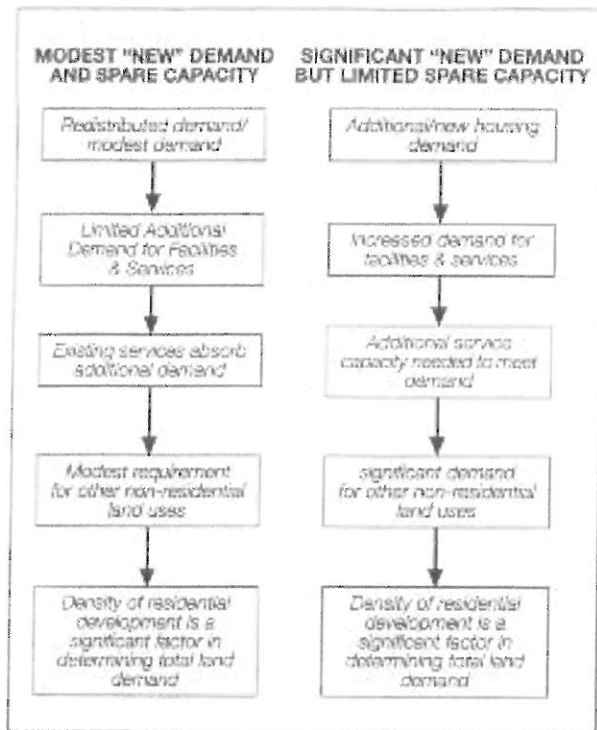 MODEST "NEW" DEMAND
AND SPARE CAPACITY
Redistributed demand/
modest demand
Limited Additional
Demand for Facilities
& Services
Existing services absorb
additional demand
Modest requirement
for other non-residential
land uses
Density of residential
development is a
significant factor in
determining total land
demand
SIGNIFICANT "NEW" DEMAND
BUT LIMITED SPARE CAPACITY
Additional/new housing
demand
Increased demand for
facilities & services
Additional service
capacity needed to meet
demand
significant demand
for other non-residential
land uses
Density of residential
development is a
significant factor in
determining total land
demand